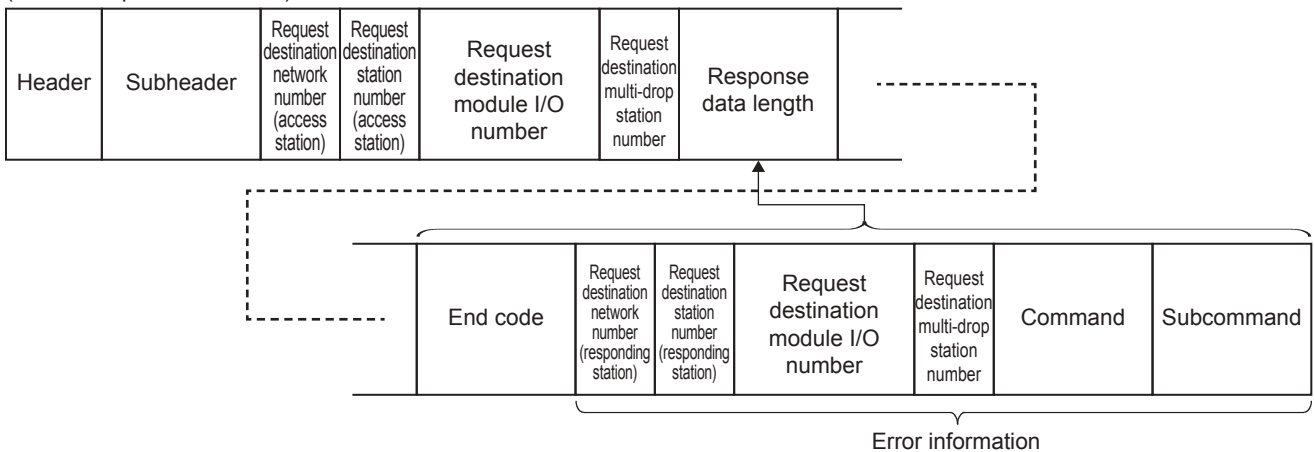 Header
Subheader
Request
destination
network
number
(access
station)
Request
destination
station
number
(access
station)
Request
destination
module I/O
number
Request
destination
multi-drop
station
number
Response
data length
End code
Request
destination
network
number
(responding
station)
Request
destination
station
number
(responding
station)
Request
destination
module I/O
number
Request
destination
multi-drop
station
number
Command
Subcommand
Error information